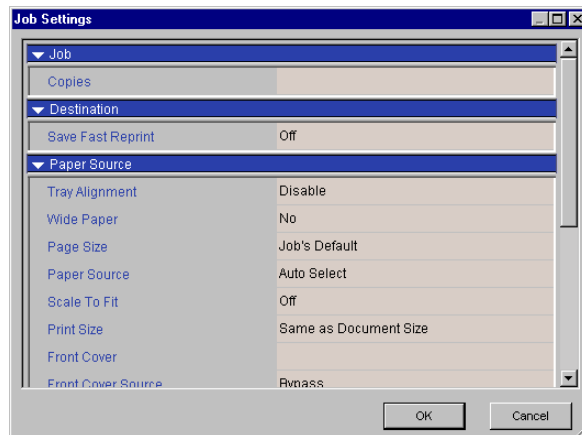 Job Settings
Job
Copies
Destination
Save Fast Reprint Off
Paper Source
Tray Alignment Disable
Wide Paper No
Page Size Job's Default
Paper Source Auto Select
Scale To Fit Off
Print Size Same as Document Size
Front Cover
Front Cover Source Bypass
OK Cancel